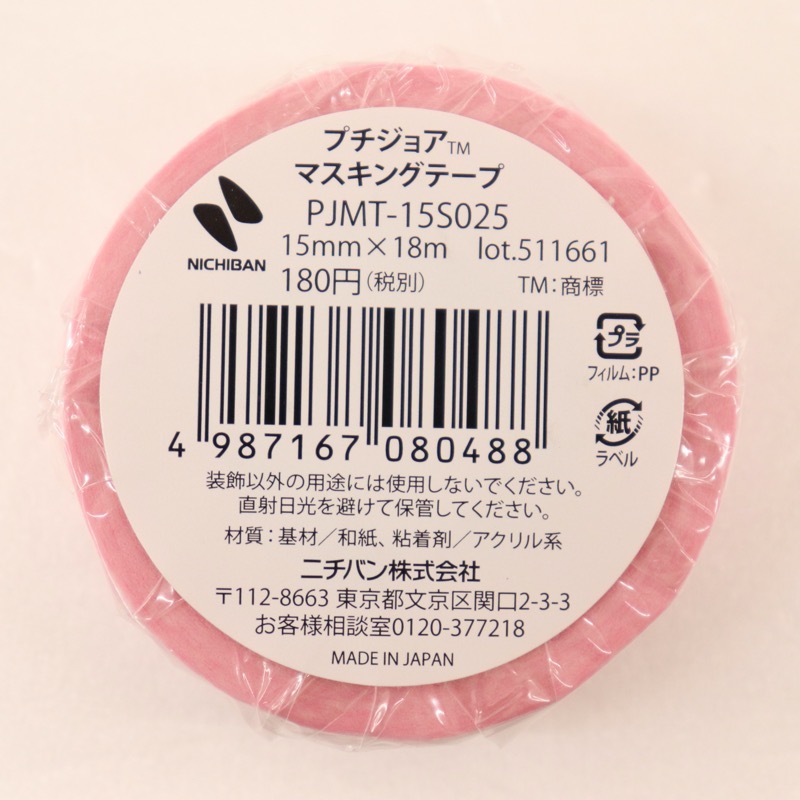 プチジョア™
マスキングテープ
PJMT-15S025
15mm×18m lot.511661
180円(税別) TM:商標
NICHIBAN
プラ
フィルム:PP
紙
ラベル
4 987167 080488
装飾以外の用途には使用しないでください。
直射日光を避けて保管してください。
材質:基材/和紙、粘着剤/アクリル系
ニチバン株式会社
〒112-8663 東京都文京区関口2-3-3
お客様相談室0120-377218
MADE IN JAPAN